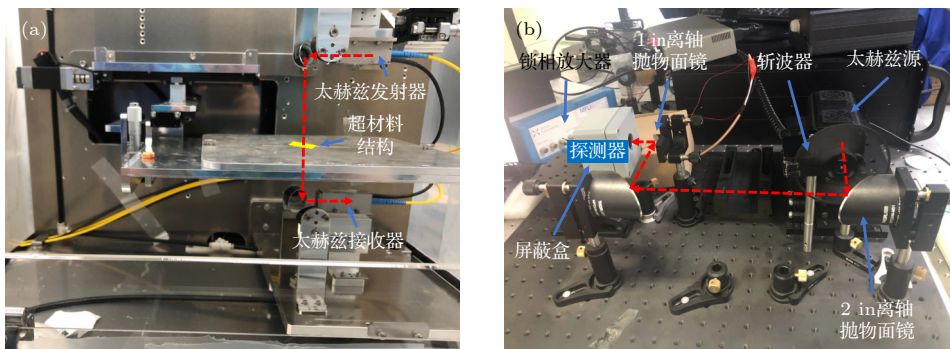 (a)
太赫兹发射器
超材料
结构
太赫兹接收器
(b)
锁相放大器
1 in离轴
抛物面镜
斩波器
太赫兹源
探测器
屏蔽盒
2 in离轴
抛物面镜